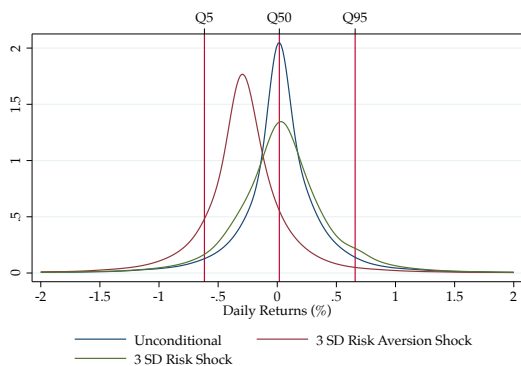 Q5 Q50 Q95
2
1.5
1
.5
0
-2 -1.5 -1 -.5 0 .5 1 1.5 2
Daily Returns (%)
Unconditional 3 SD Risk Aversion Shock
3 SD Risk Shock